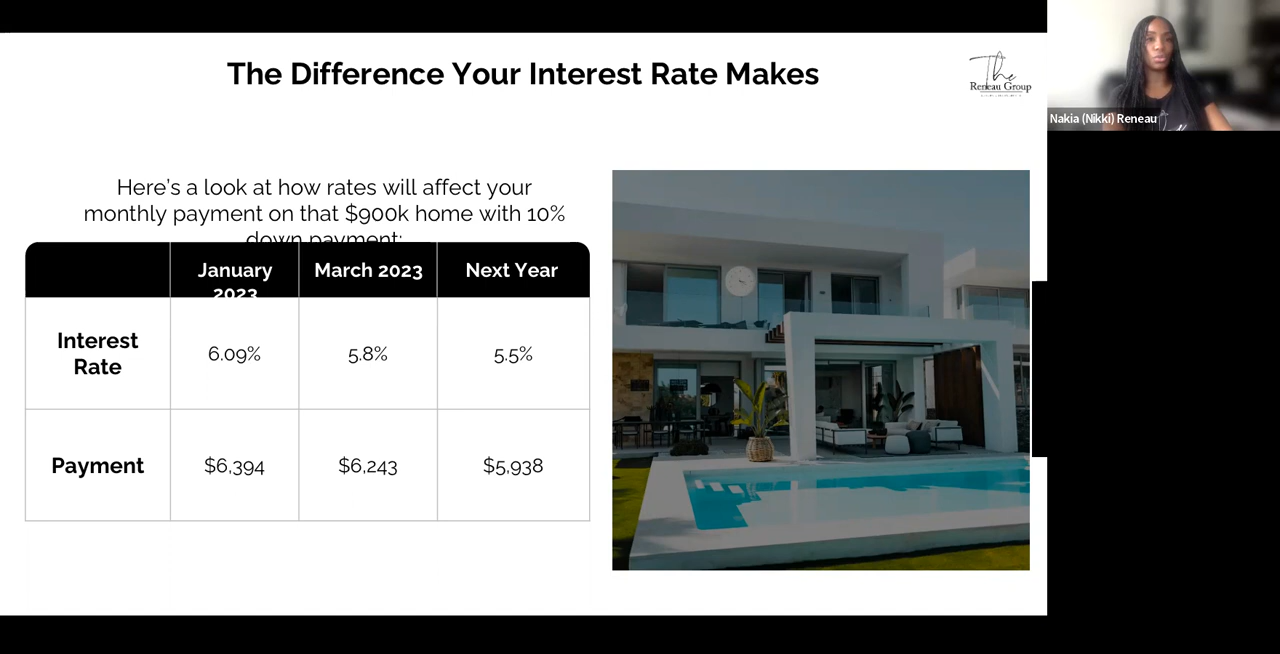 The Difference Your Interest Rate Makes
The
Reneau Group
Nakia (Nikki) Reneau
Here's a look at how rates will affect your
monthly payment on that $900k home with 10%
down payment:
January
2023
March 2023
Next Year
Interest
Rate
6.09%
5.8%
5.5%
Payment
$6,394
$6,243
$5,938